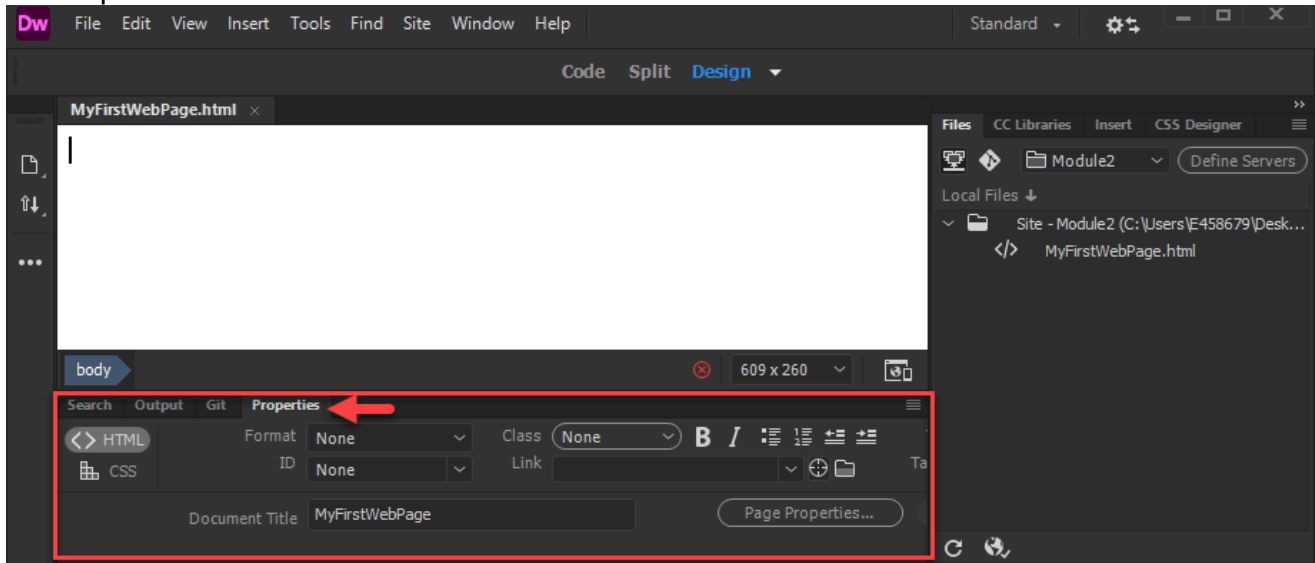 Dw File Edit View Insert Tools Find Site Window Help Standard
Code Split Design
MyFirstWebPage.html
Files CC Libraries Insert CSS Designer
Module2 Define Servers
Local Files
Site - Module2 (C:\Users\E458679\Desk...
MyFirstWebPage.html
body 609 x 260
Search Output Git Properties
HTML Format None Class None B I
CSS ID None Link Ta
Document Title MyFirstWebPage Page Properties...